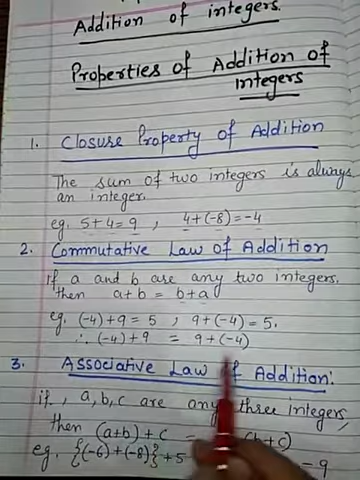 Addition of integers.
Properties of Addition of
integers
1. Closure Property of Addition
The sum of two integers is always
an integer.
eg. 5+4=9 , 4+(-8)=-4
2. Commutative Law of Addition
if a and b are any two integers.
then a+b = b+a
eg. (-4)+9 = 5 , 9+(-4)=5.
∴ (-4)+9 = 9+(-4)
3. Associative Law of Addition:
if , a,b,c are any three integers,
then (a+b)+c = (b+c)
eg. {(-6)+(-8)}+5 = -9